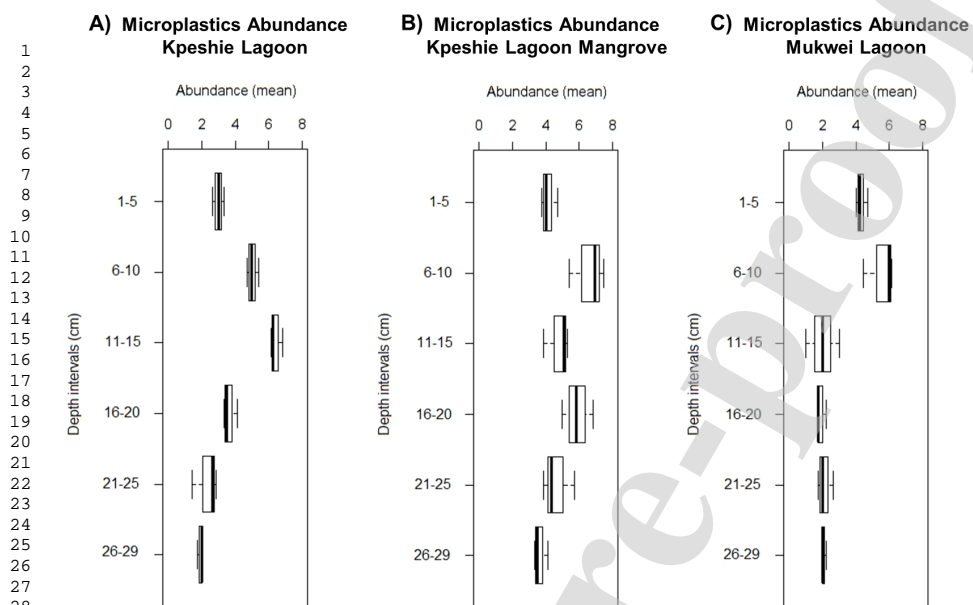 A) Microplastics Abundance
Kpeshie Lagoon
B) Microplastics Abundance
Kpeshie Lagoon Mangrove
C) Microplastics Abundance
Mukwei Lagoon
1
2
3
4
5
6
7
8
9
10
11
12
13
14
15
16
17
18
19
20
21
22
23
24
25
26
27
28
Abundance (mean)
0 2 4 6 8
Depth intervals (cm)
1-5
6-10
11-15
16-20
21-25
26-29
Abundance (mean)
0 2 4 6 8
Depth intervals (cm)
1-5
6-10
11-15
16-20
21-25
26-29
Abundance (mean)
0 2 4 6 8
Depth intervals (cm)
1-5
6-10
11-15
16-20
21-25
26-29
re-proo